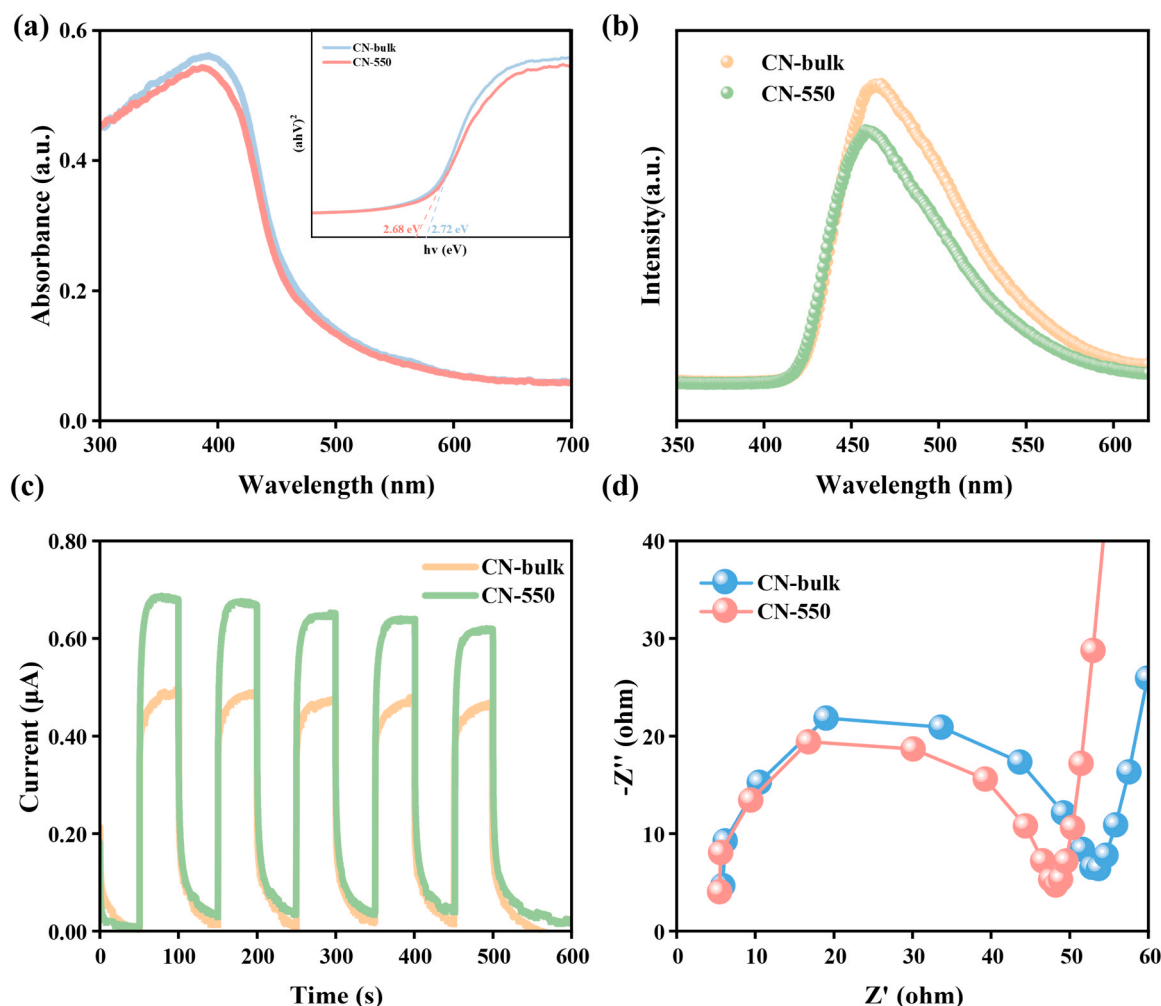 (a)
0.6
0.4
0.2
0.0
Absorbance (a.u.)
300 400 500 600 700
Wavelength (nm)
CN-bulk
CN-550
(ahV)²
2.68 eV 2.72 eV
hv (eV)
(b)
Intensity(a.u.)
CN-bulk
CN-550
350 400 450 500 550 600
Wavelength (nm)
(c)
0.80
0.60
0.40
0.20
0.00
Current (μA)
CN-bulk
CN-550
0 100 200 300 400 500 600
Time (s)
(d)
40
30
20
10
0
-Z'' (ohm)
CN-bulk
CN-550
0 10 20 30 40 50 60
Z' (ohm)